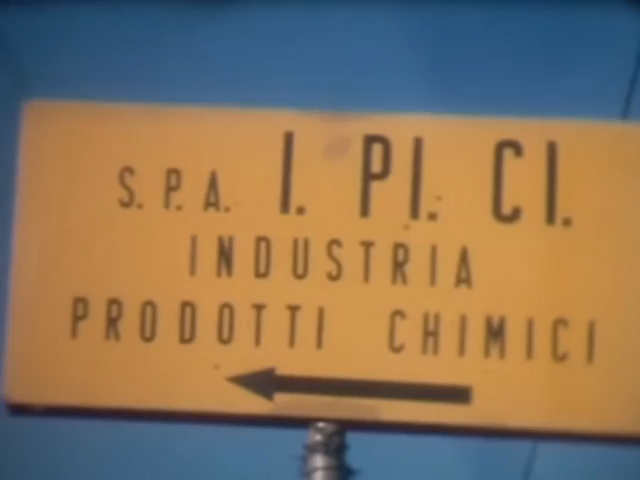 S.P.A. I. PI. CI.
INDUSTRIA
PRODOTTI CHIMICI